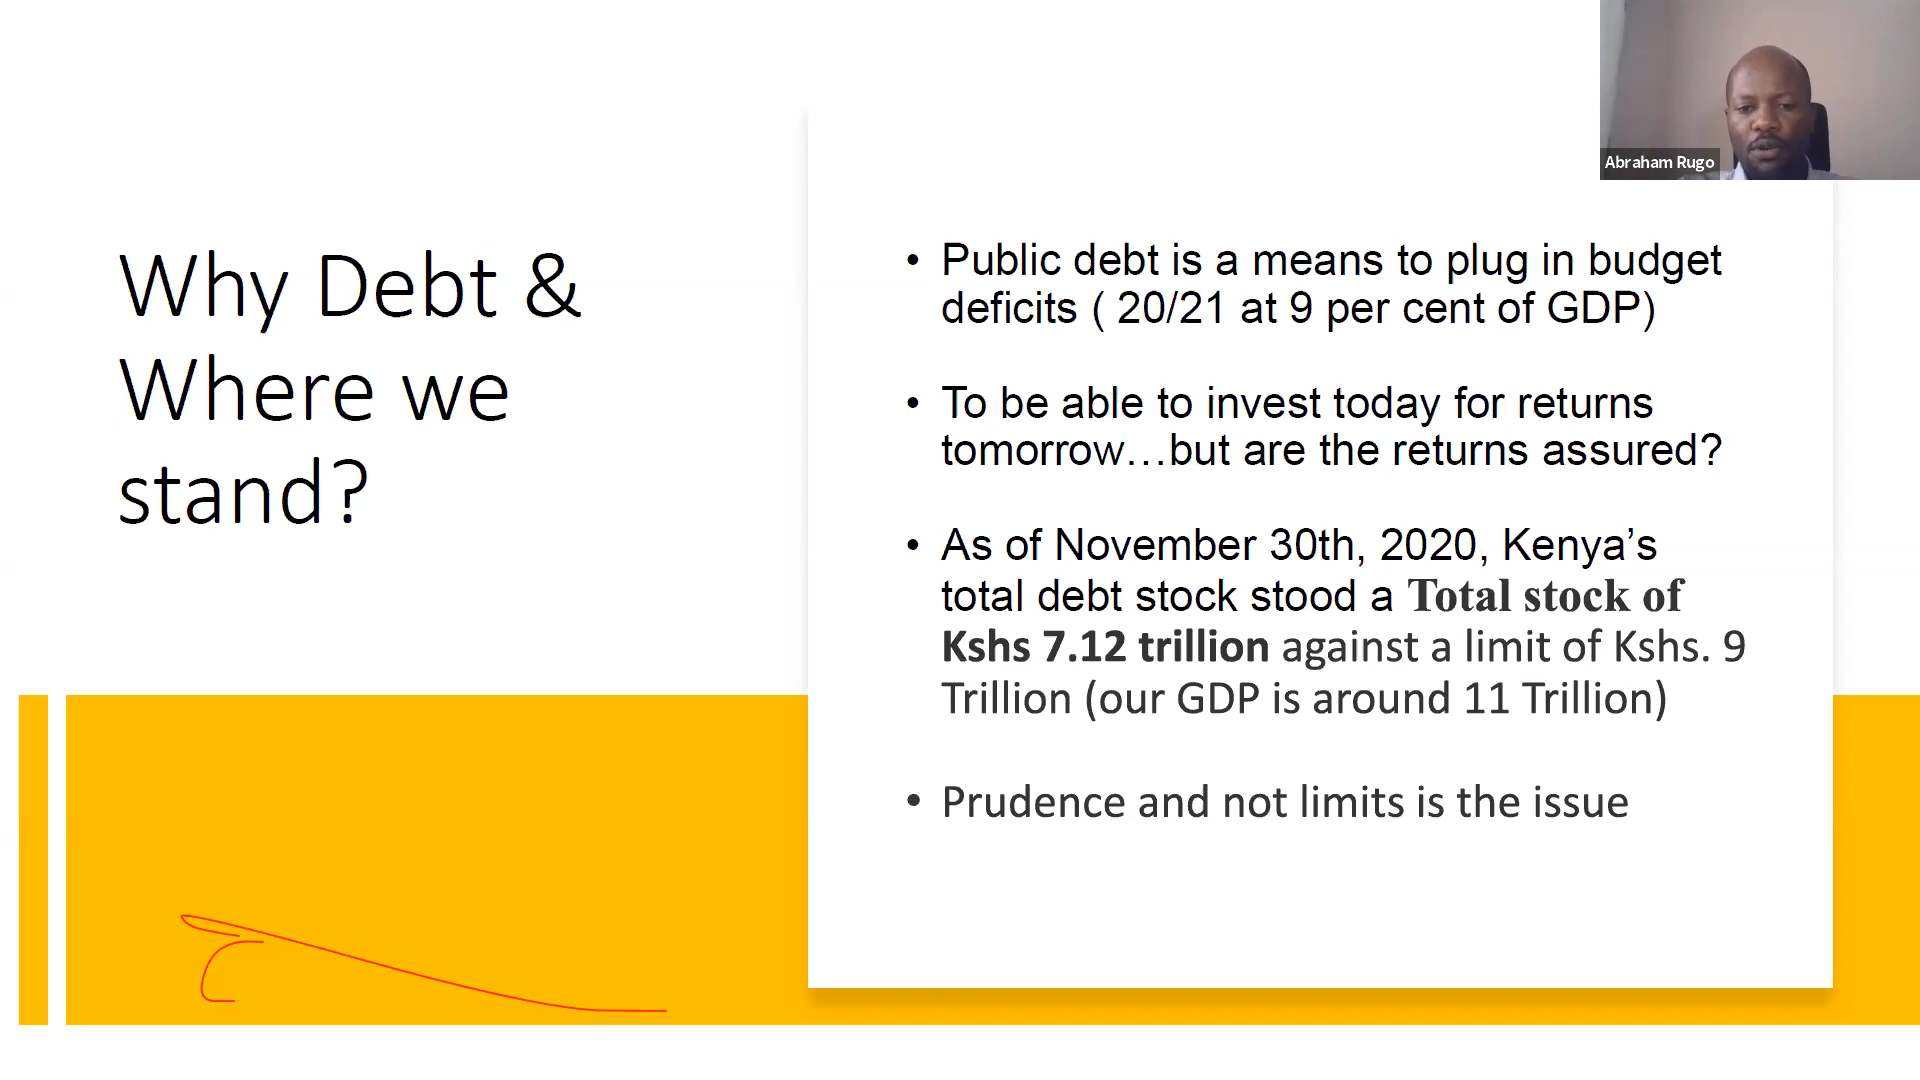 Abraham Rugo
Why Debt &
Where we
stand?
• Public debt is a means to plug in budget
deficits ( 20/21 at 9 per cent of GDP)
• To be able to invest today for returns
tomorrow…but are the returns assured?
• As of November 30th, 2020, Kenya’s
total debt stock stood a Total stock of
Kshs 7.12 trillion against a limit of Kshs. 9
Trillion (our GDP is around 11 Trillion)
• Prudence and not limits is the issue